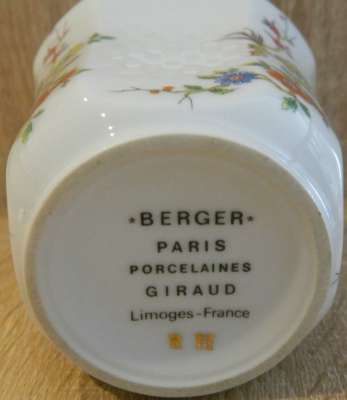 *BERGER*
PARIS
PORCELAINES
GIRAUD
Limoges-France